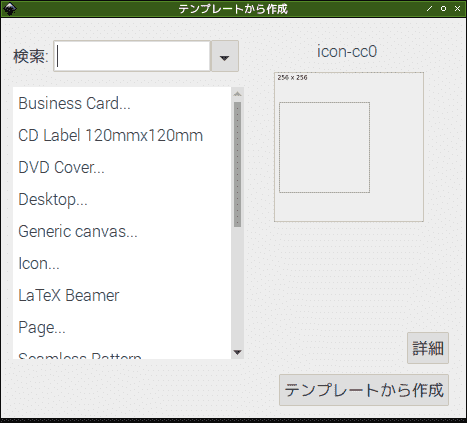 テンプレートから作成
検索:
Business Card...
CD Label 120mmx120mm
DVD Cover...
Desktop...
Generic canvas...
Icon...
LaTeX Beamer
Page...
Seamless Pattern
icon-cc0
256 x 256
詳細
テンプレートから作成